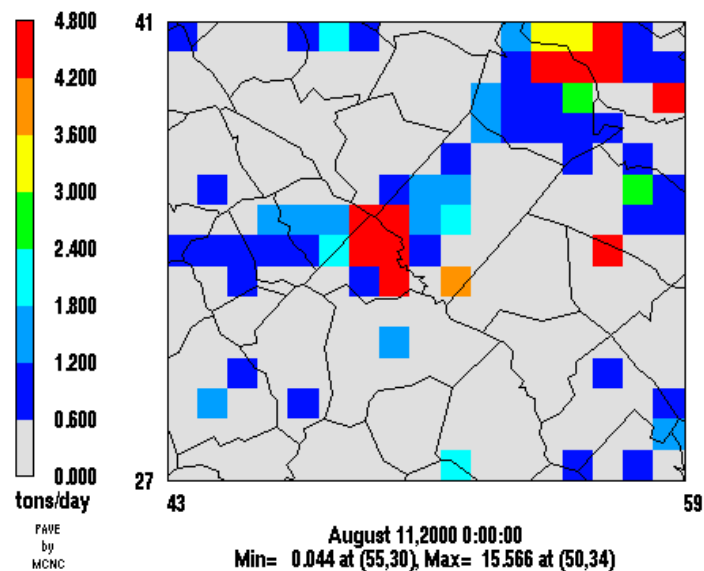 4.800
4.200
3.600
3.000
2.400
1.800
1.200
0.600
0.000
tons/day
PAVE
by
MCNC
41
27
43
59
August 11,2000 0:00:00
Min= 0.044 at (55,30), Max= 15.566 at (50,34)